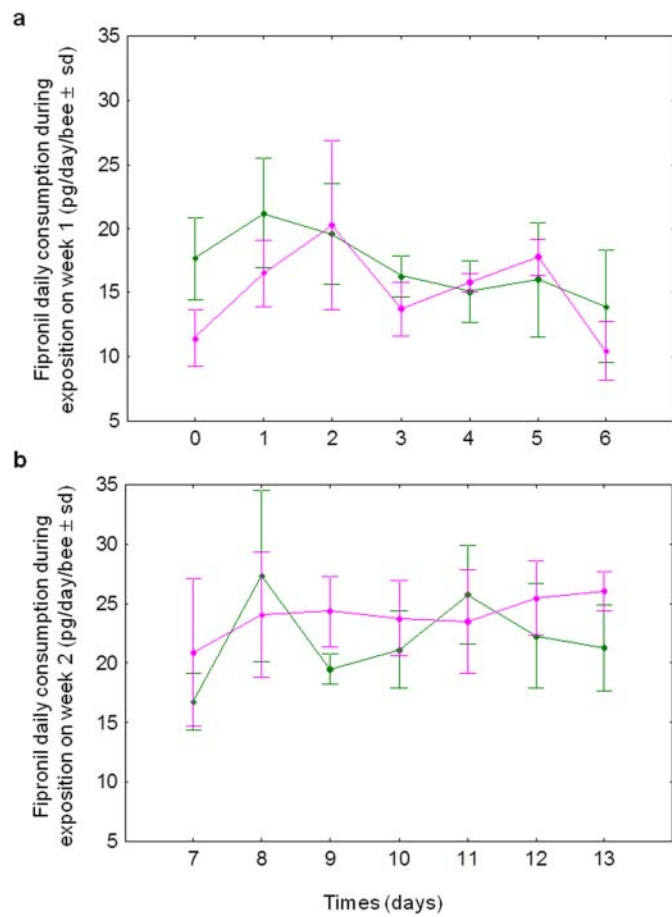 a
Fipronil daily consumption during
exposition on week 1 (pg/day/bee ± sd)
35
30
25
20
15
10
5
0 1 2 3 4 5 6
b
Fipronil daily consumption during
exposition on week 2 (pg/day/bee ± sd)
35
30
25
20
15
10
5
7 8 9 10 11 12 13
Times (days)